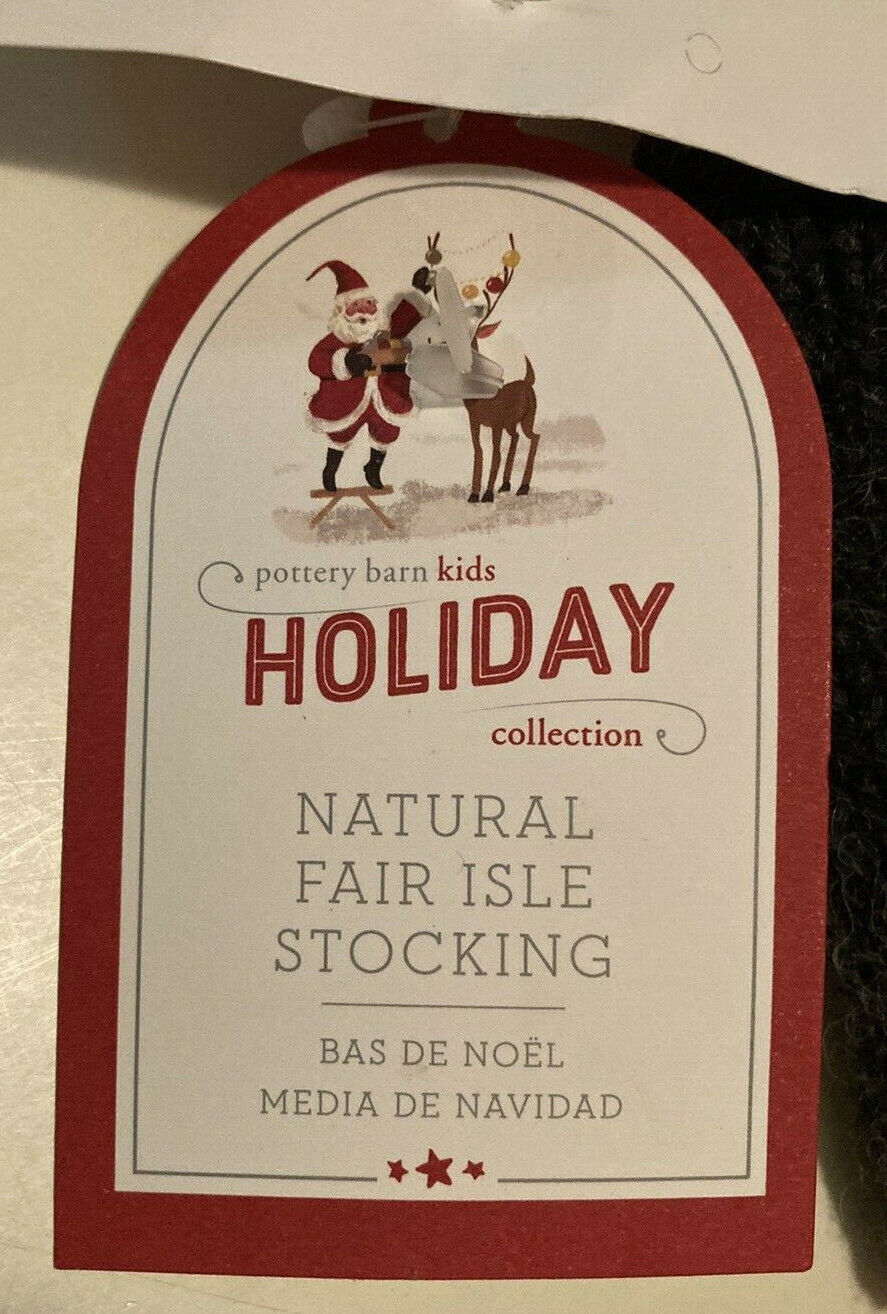 pottery barn kids
HOLIDAY
collection
NATURAL
FAIR ISLE
STOCKING
BAS DE NOËL
MEDIA DE NAVIDAD